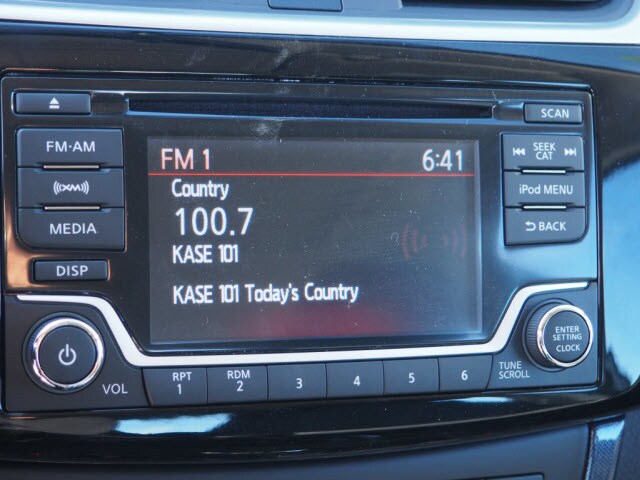 SCAN
FM·AM
SEEK
CAT
((XM))
iPod MENU
MEDIA
BACK
DISP
FM 1
6:41
Country
100.7
KASE 101
KASE 101 Today's Country
VOL
RPT
1
RDM
2
3
4
5
6
TUNE
SCROLL
ENTER
SETTING
CLOCK